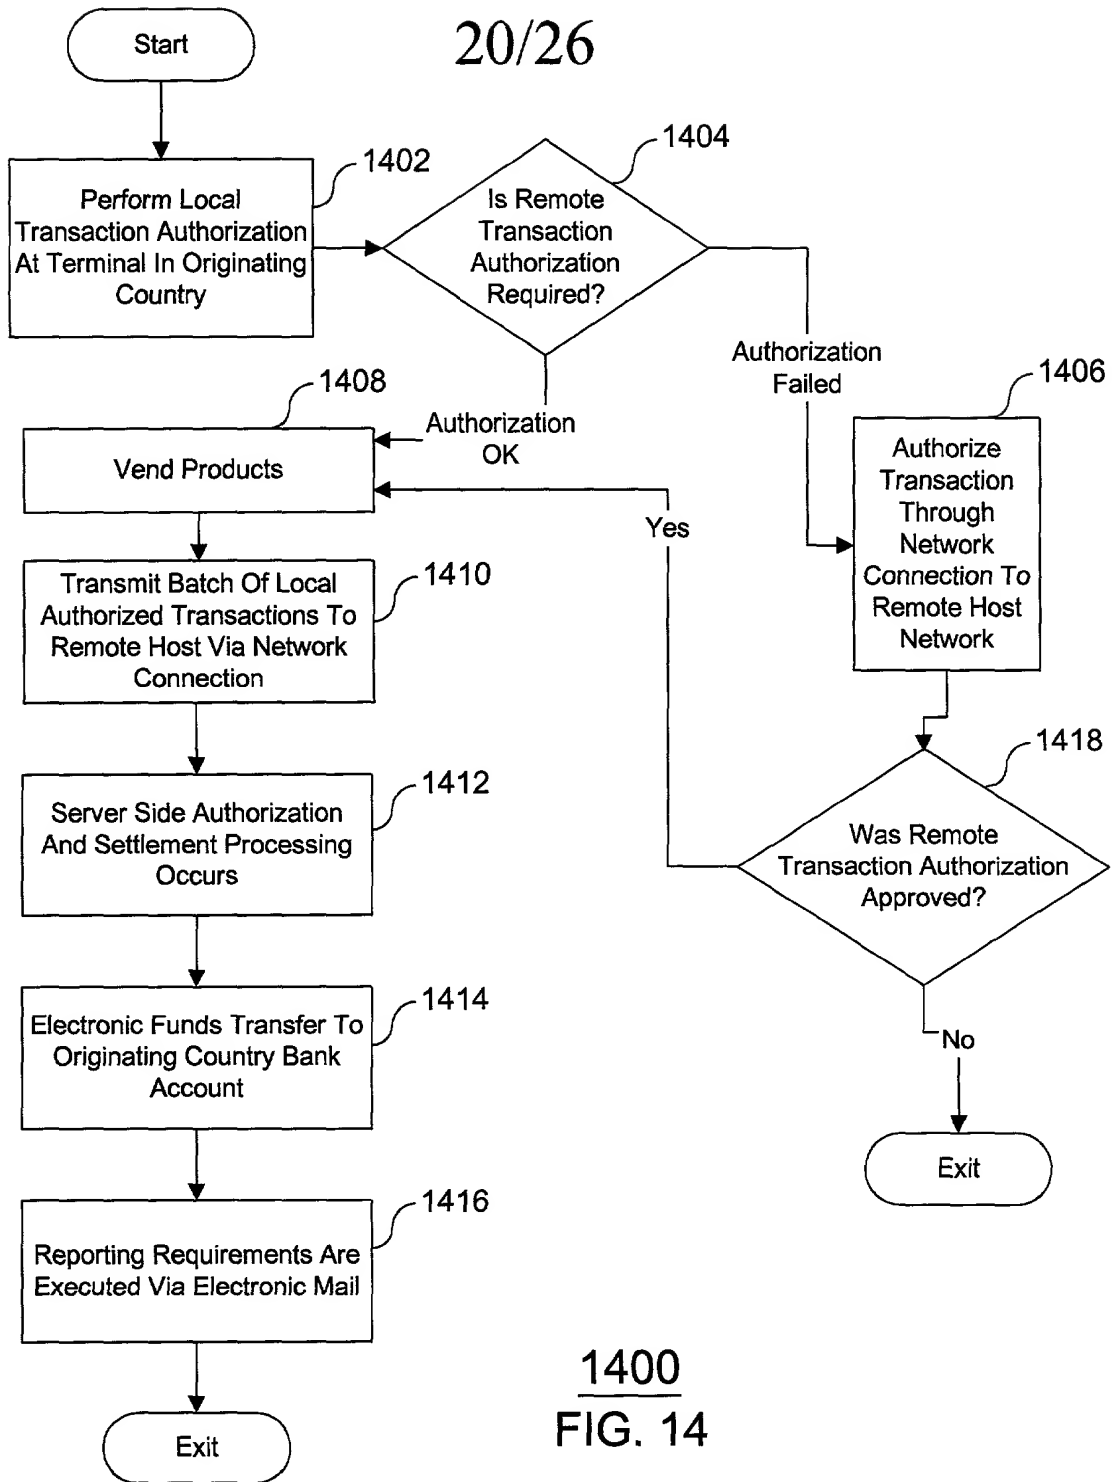 20/26
Start
1402
Perform Local
Transaction Authorization
At Terminal In Originating
Country
1404
Is Remote
Transaction
Authorization
Required?
Authorization
Failed
1406
Authorize
Transaction
Through
Network
Connection To
Remote Host
Network
Authorization
OK
1408
Vend Products
Yes
1410
Transmit Batch Of Local
Authorized Transactions To
Remote Host Via Network
Connection
1418
Was Remote
Transaction Authorization
Approved?
No
Exit
1412
Server Side Authorization
And Settlement Processing
Occurs
1414
Electronic Funds Transfer To
Originating Country Bank
Account
1416
Reporting Requirements Are
Executed Via Electronic Mail
Exit
1400
FIG. 14